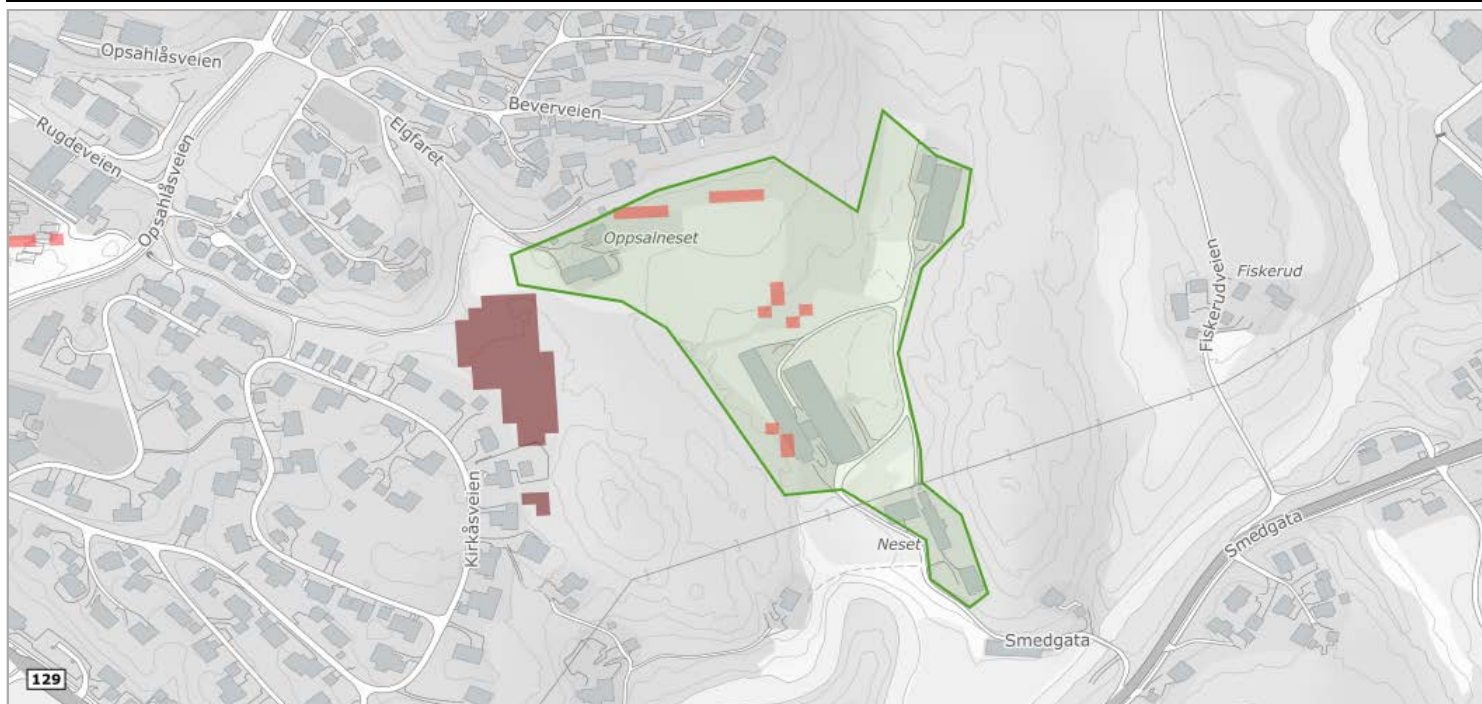 Opsahlåsveien
Beverveien
Rugdeveien
Elgfaret
Opsahlåsveien
Oppsalneset
Fiskerudveien
Fiskerud
Kirkåsveien
Neset
Smedgata
Smedgata
129